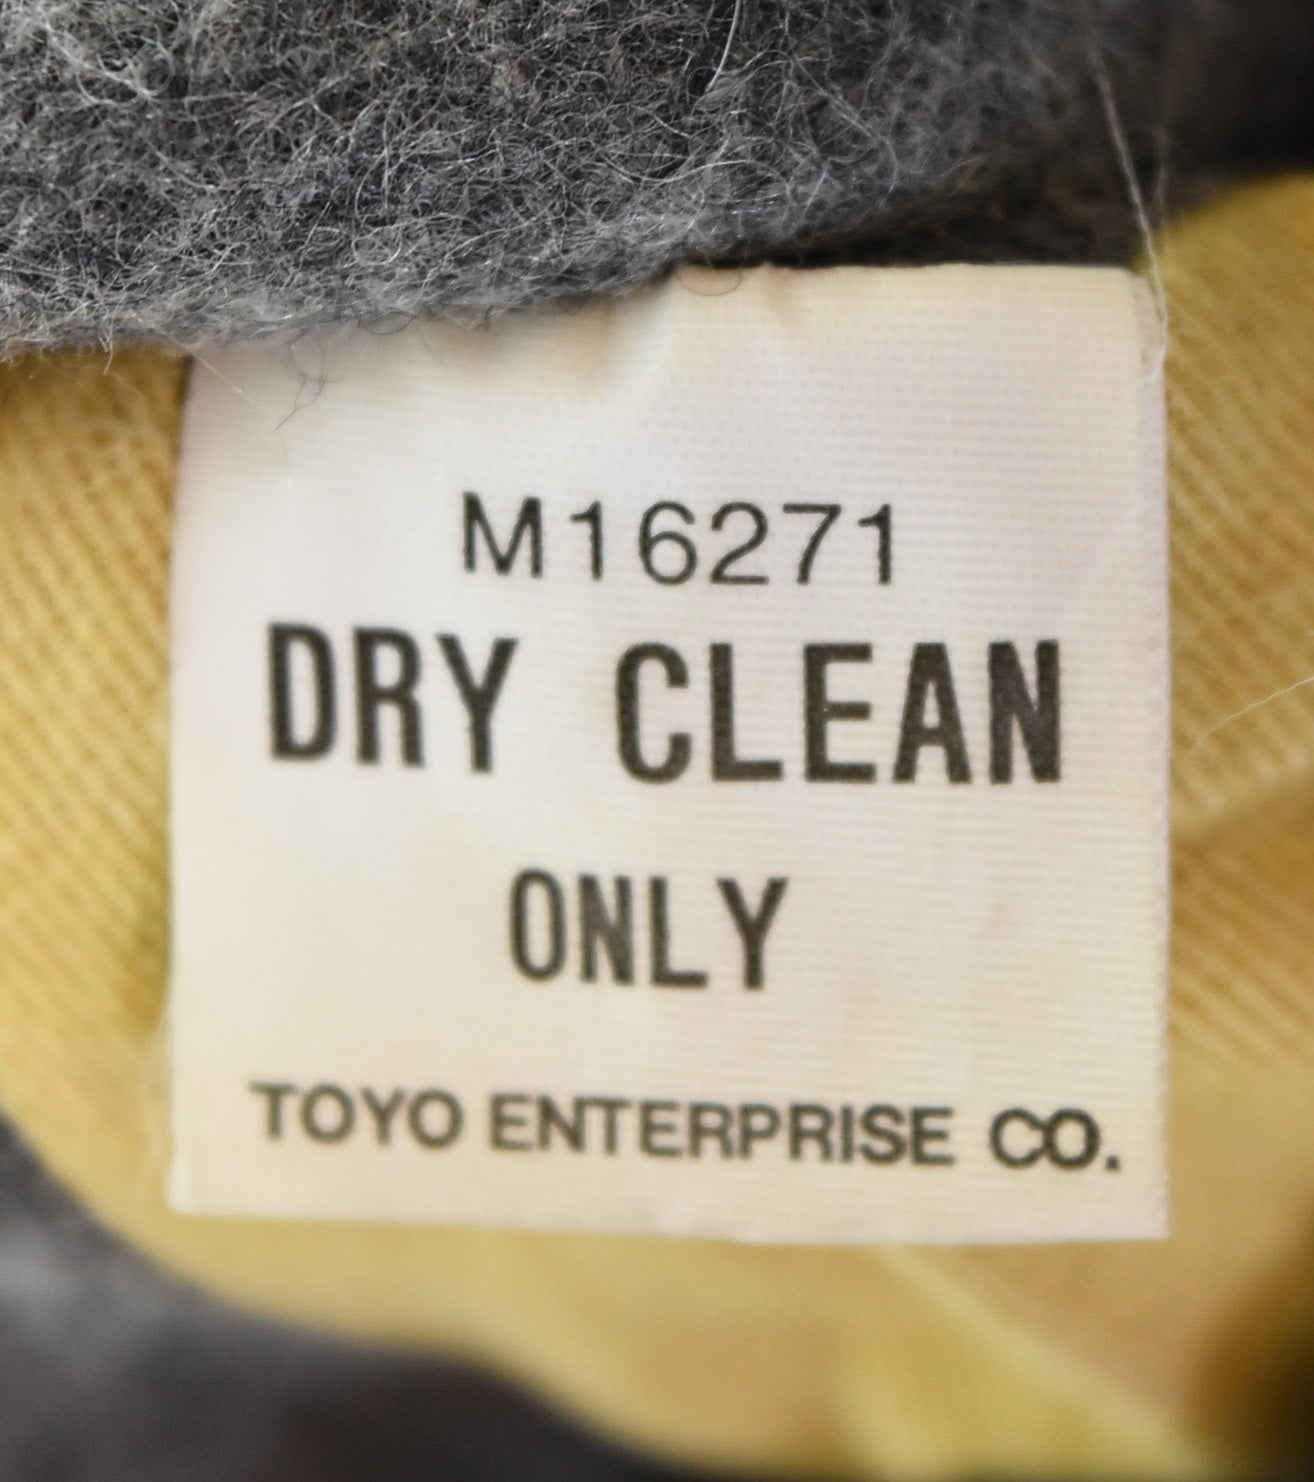 M16271
DRY CLEAN
ONLY
TOYO ENTERPRISE CO.